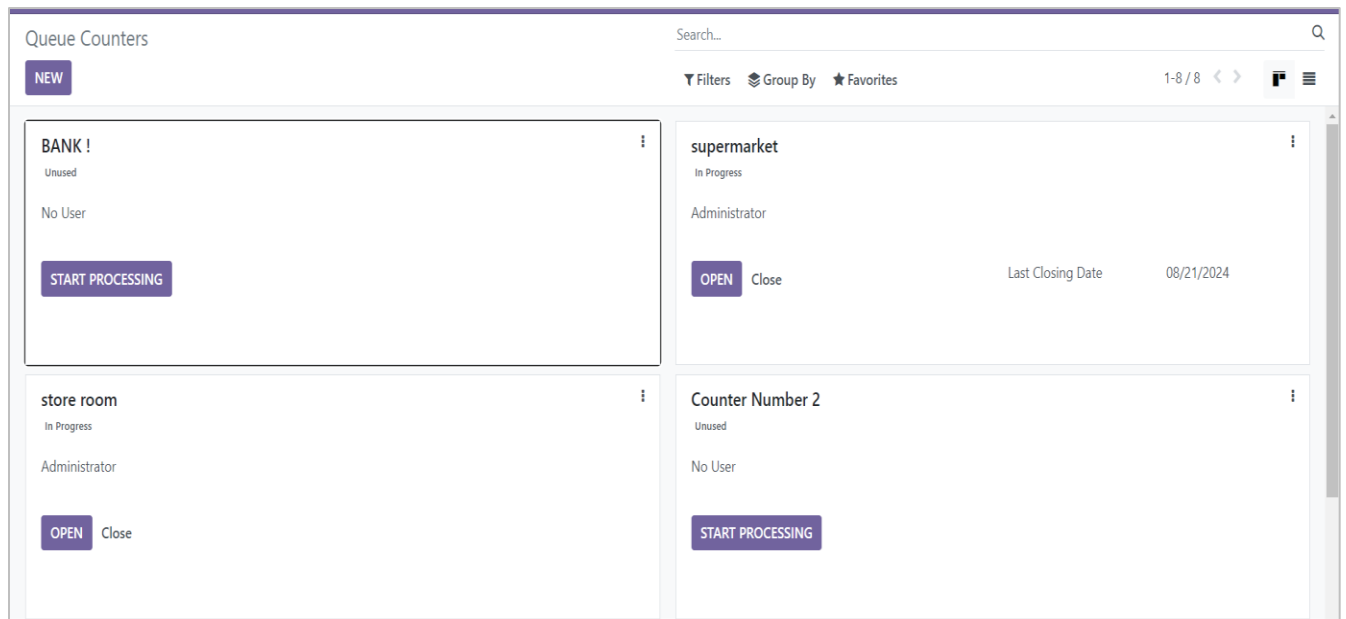 Queue Counters
Search...
NEW
Filters Group By Favorites 1-8 / 8
BANK !
Unused
No User
START PROCESSING
supermarket
In Progress
Administrator
OPEN Close Last Closing Date 08/21/2024
store room
In Progress
Administrator
OPEN Close
Counter Number 2
Unused
No User
START PROCESSING